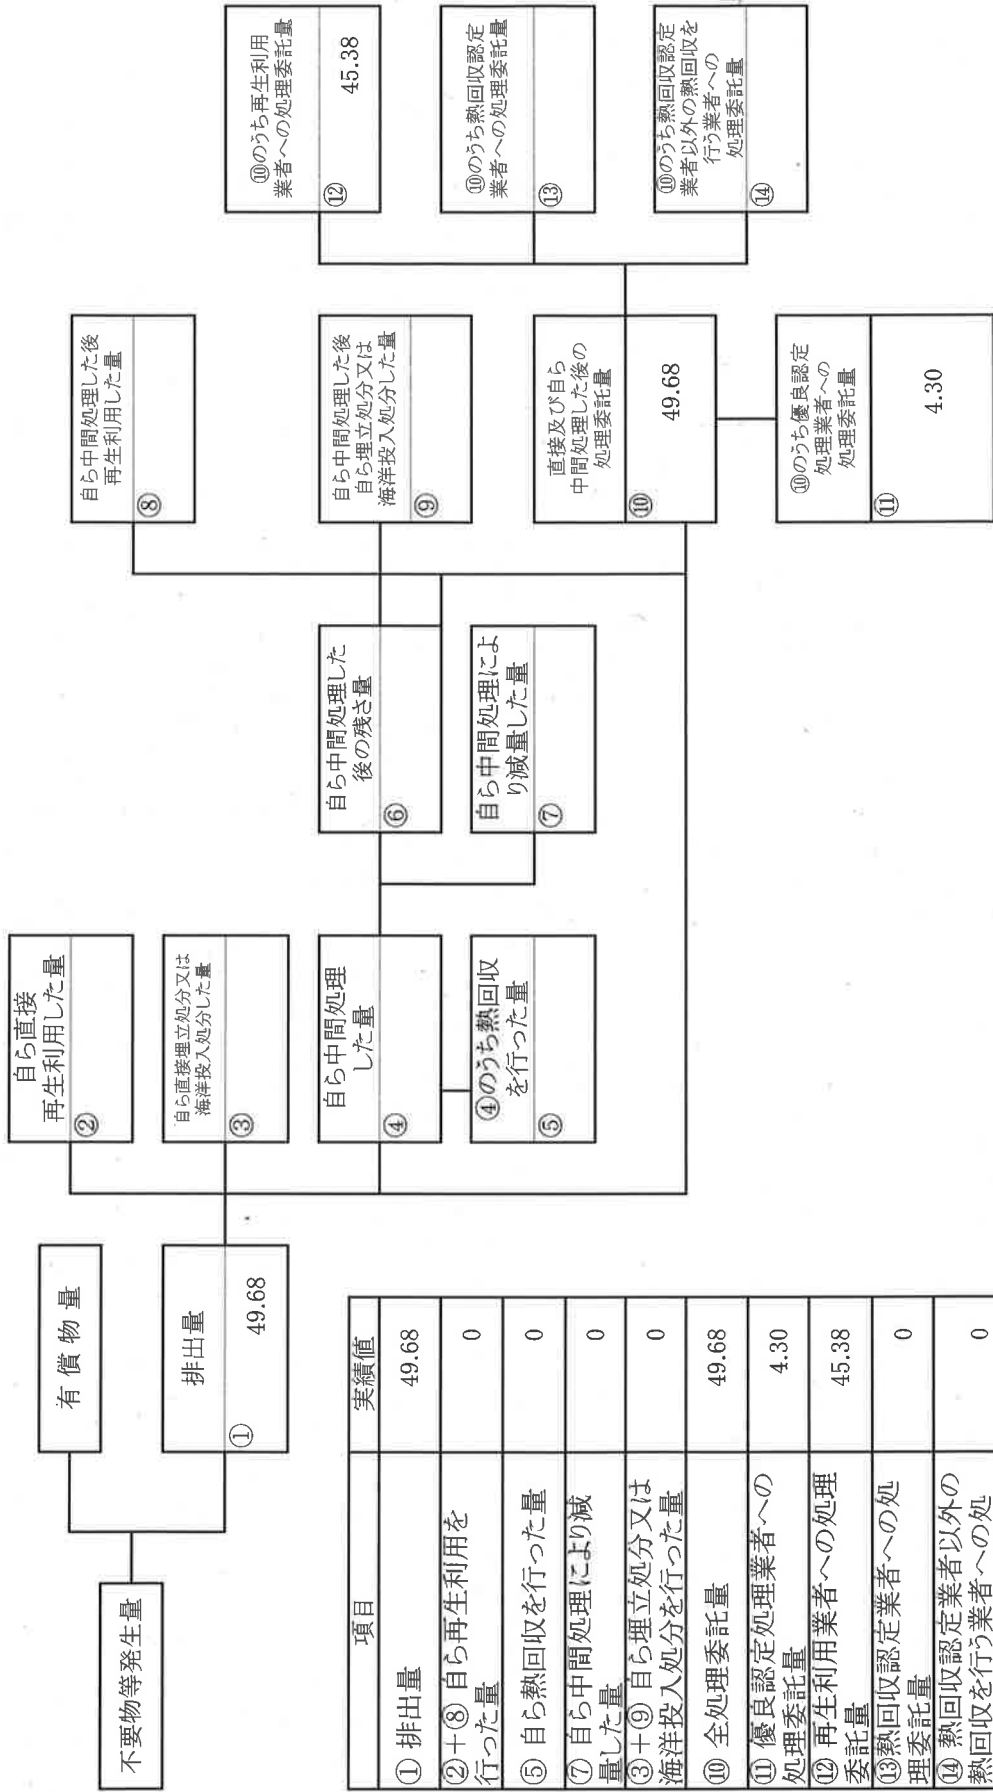 不要物等発生量
有償物量
排出量
①
49.68
自ら直接
再生利用した量
②
自ら直接埋立処分又は
海洋投入処分した量
③
自ら中間処理
した量
④
④のうち熱回収
を行った量
⑤
自ら中間処理した
後の残さ量
⑥
自ら中間処理によ
り減量した量
⑦
自ら中間処理した後
再生利用した量
⑧
自ら中間処理した後
自ら埋立処分又は
海洋投入処分した量
⑨
直接及び自ら
中間処理した後の
処理委託量
⑩
49.68
⑩のうち優良認定
処理業者への
処理委託量
⑪
4.30
⑩のうち再生利用
業者への処理委託量
⑫
45.38
⑩のうち熱回収認定
業者への処理委託量
⑬
⑩のうち熱回収認定
業者以外の熱回収を
行う業者への
処理委託量
⑭
項目 実績値
① 排出量 49.68
②+⑧ 自ら再生利用を
行った量 0
⑤ 自ら熱回収を行った量 0
⑦ 自ら中間処理により減
量した量 0
③+⑨ 自ら埋立処分又は
海洋投入処分を行った量 0
⑩ 全処理委託量 49.68
⑪ 優良認定処理業者への
処理委託量 4.30
⑫ 再生利用業者への処理
委託量 45.38
⑬熱回収認定業者への処
理委託量 0
⑭ 熱回収認定業者以外の
熱回収を行う業者への処 0